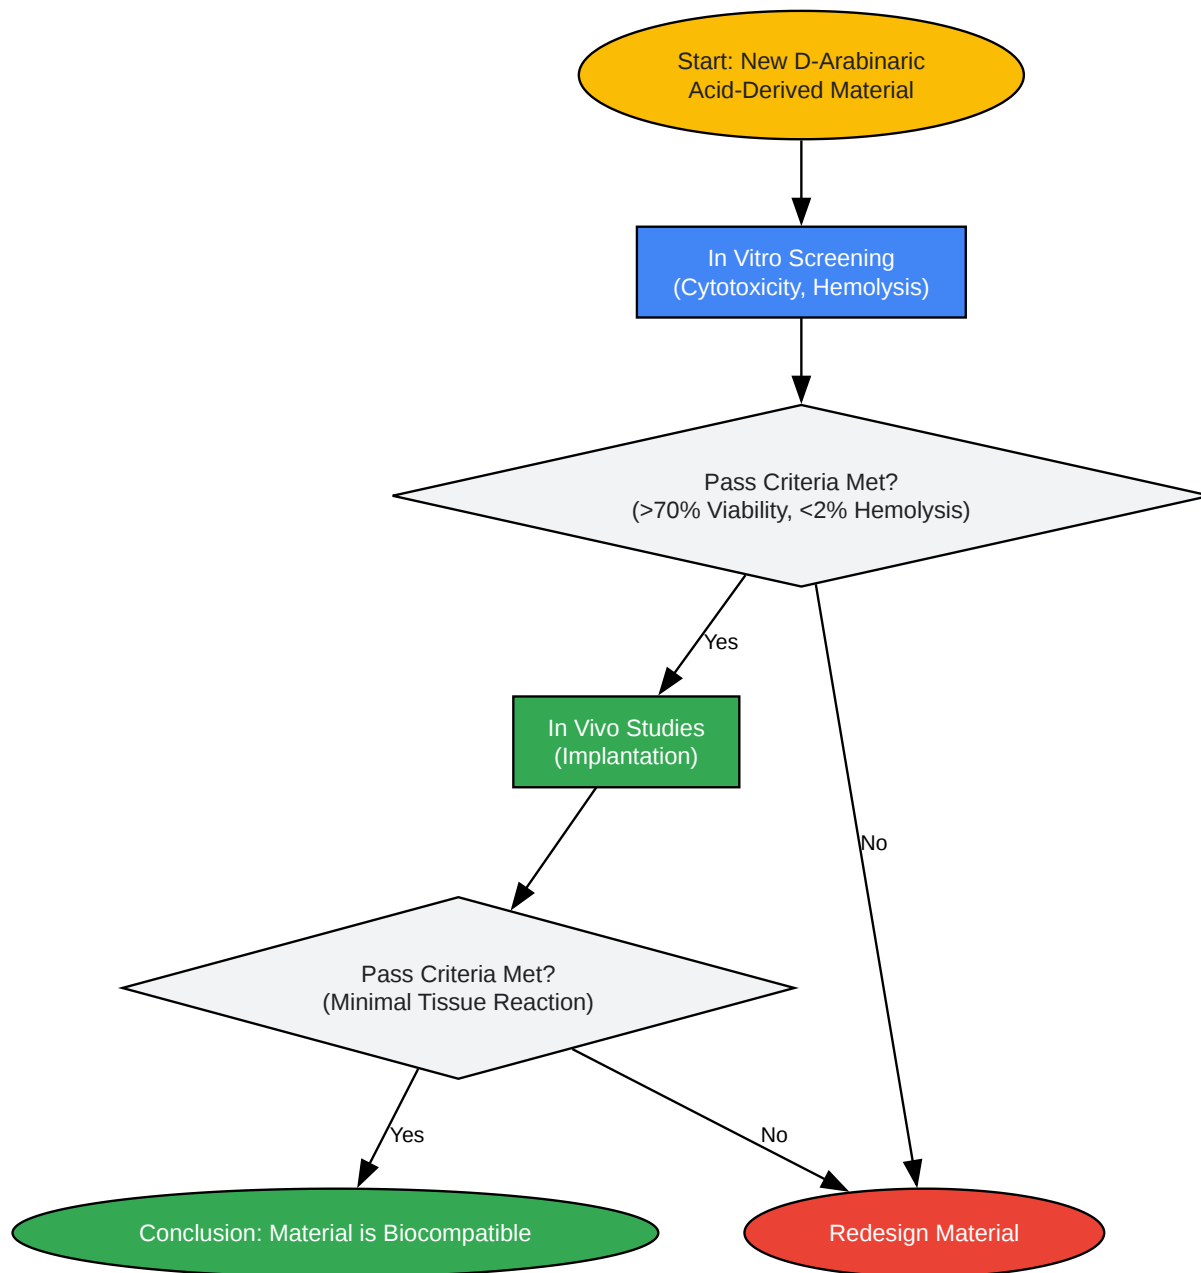 Start: New D-Arabinaric
Acid-Derived Material
In Vitro Screening
(Cytotoxicity, Hemolysis)
Pass Criteria Met?
(>70% Viability, <2% Hemolysis)
Yes
In Vivo Studies
(Implantation)
No
Pass Criteria Met?
(Minimal Tissue Reaction)
Yes
No
Conclusion: Material is Biocompatible
Redesign Material